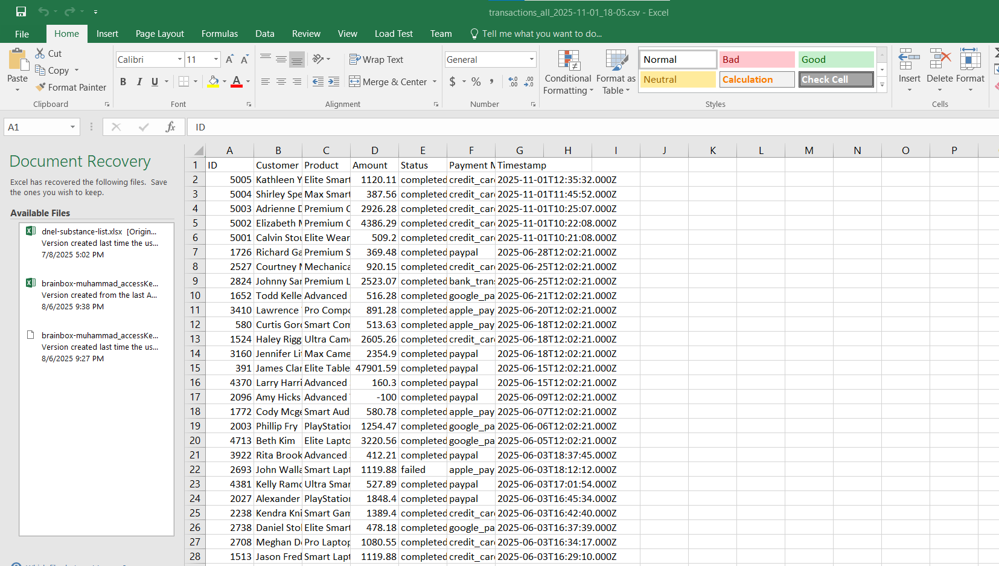 transactions_all_2025-11-01_18-05.csv - Excel
File Home Insert Page Layout Formulas Data Review View Load Test Team Tell me what you want to do...
Paste
Cut
Copy
Format Painter
Clipboard
Calibri 11
B I U
Font
Wrap Text
Merge & Center
Alignment
General
$ % ,
Number
Conditional Formatting
Format as Table
Normal Bad Good
Neutral Calculation Check Cell
Styles
Insert Delete Format
Cells
A1 fx ID
Document Recovery
Excel has recovered the following files. Save
the ones you wish to keep.
Available Files
dnel-substance-list.xlsx [Origin...
Version created last time the us...
7/8/2025 5:02 PM
brainbox-muhammad_accessKe...
Version created from the last A...
8/6/2025 9:38 PM
brainbox-muhammad_accessKe...
Version created last time the us...
8/6/2025 9:27 PM
A B C D E F G H I J K L M N O P
1 ID Customer Product Amount Status Payment M Timestamp
2 5005 Kathleen Y Elite Smart 1120.11 completed credit_car 2025-11-01T12:35:32.000Z
3 5004 Shirley Spe Max Smart 387.56 completed credit_car 2025-11-01T11:45:52.000Z
4 5003 Adrienne D Premium C 2926.28 completed credit_car 2025-11-01T10:25:07.000Z
5 5002 Elizabeth M Premium C 4386.29 completed credit_car 2025-11-01T10:22:08.000Z
6 5001 Calvin Stou Elite Wear 509.2 completed credit_car 2025-11-01T10:21:08.000Z
7 1726 Richard Ga Premium S 369.48 completed paypal 2025-06-28T12:02:21.000Z
8 2527 Courtney M Mechanica 920.15 completed credit_car 2025-06-25T12:02:21.000Z
9 2824 Johnny Sar Premium L 2523.07 completed bank_tran 2025-06-25T12:02:21.000Z
10 1652 Todd Kelle Advanced 516.28 completed google_pa 2025-06-21T12:02:21.000Z
11 3410 Lawrence Pro Compo 891.28 completed apple_pay 2025-06-20T12:02:21.000Z
12 580 Curtis Gord Smart Com 513.63 completed apple_pay 2025-06-18T12:02:21.000Z
13 1524 Haley Rigg Ultra Cam 2605.26 completed credit_car 2025-06-18T12:02:21.000Z
14 3160 Jennifer Lit Max Came 2354.9 completed paypal 2025-06-18T12:02:21.000Z
15 391 James Clar Elite Table 47901.59 completed paypal 2025-06-15T12:02:21.000Z
16 4370 Larry Harri Advanced 160.3 completed paypal 2025-06-15T12:02:21.000Z
17 2096 Amy Hicks Advanced -100 completed paypal 2025-06-09T12:02:21.000Z
18 1772 Cody Mcge Smart Aud 580.78 completed apple_pay 2025-06-07T12:02:21.000Z
19 2003 Phillip Fry PlayStation 1254.47 completed google_pa 2025-06-06T12:02:21.000Z
20 4713 Beth Kim Elite Lapto 3220.56 completed google_pa 2025-06-05T12:02:21.000Z
21 3922 Rita Brook Advanced 412.21 completed paypal 2025-06-03T18:37:45.000Z
22 2693 John Walla Smart Lapt 1119.88 failed apple_pay 2025-06-03T18:12:12.000Z
23 4381 Kelly Ramo Ultra Smar 527.89 completed paypal 2025-06-03T17:01:54.000Z
24 2027 Alexander PlayStation 1848.4 completed paypal 2025-06-03T16:45:34.000Z
25 2238 Kendra Kni Smart Gam 1389.4 completed credit_car 2025-06-03T16:42:40.000Z
26 2738 Daniel Stol Elite Smart 478.18 completed google_pa 2025-06-03T16:37:39.000Z
27 2708 Meghan D Pro Laptop 1080.55 completed credit_car 2025-06-03T16:34:17.000Z
28 1513 Jason Fred Smart Lapt 1119.88 completed credit_car 2025-06-03T16:29:10.000Z